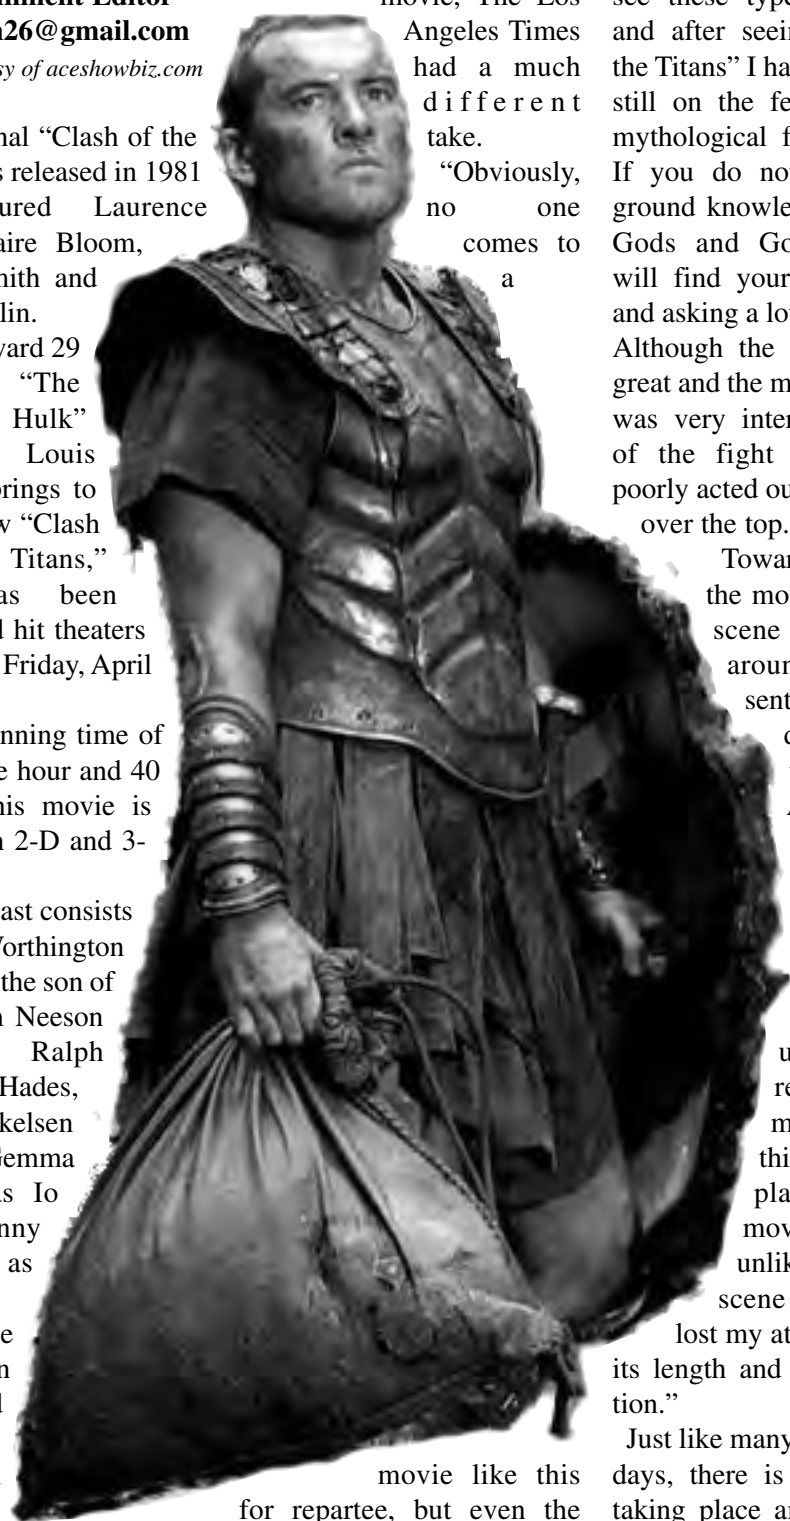 26@gmail.com
sy of aceshowbiz.com
nal “Clash of the
s released in 1981
ured Laurence
aire Bloom,
nith and
lin.
ward 29
“The
Hulk”
Louis
brings to
w “Clash
Titans,”
as been
d hit theaters
Friday, April
nning time of
e hour and 40
his movie is
n 2-D and 3-
ast consists
Worthington
the son of
n Neeson
Ralph
Hades,
kelsen
Gemma
as Io
nny
as
e
n
d
movie, The Los
Angeles Times
had a much
different
take.
“Obviously,
no one
comes to
a
movie like this
for repartee, but even the
see these type
and after seein
the Titans” I ha
still on the fe
mythological f
If you do no
ground knowle
Gods and Go
will find your
and asking a lo
Although the
great and the m
was very inter
of the fight
poorly acted ou
over the top.
Towar
the mo
scene
aroun
sent
u
re
m
thi
pla
mov
unlik
scene
lost my at
its length and
tion.”
Just like many
days, there is
taking place a